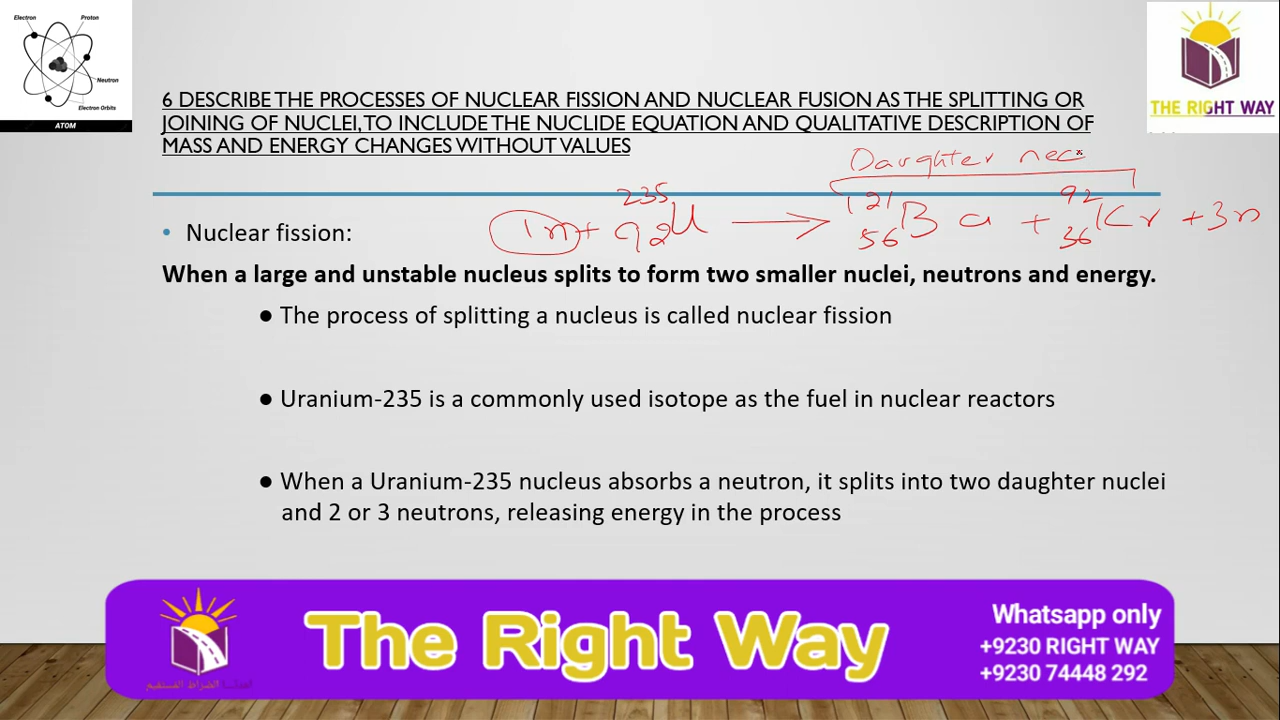 Electron Proton
Neutron
Electron Orbits
ATOM
THE RIGHT WAY
6 DESCRIBE THE PROCESSES OF NUCLEAR FISSION AND NUCLEAR FUSION AS THE SPLITTING OR
JOINING OF NUCLEI, TO INCLUDE THE NUCLIDE EQUATION AND QUALITATIVE DESCRIPTION OF
MASS AND ENERGY CHANGES WITHOUT VALUES
Daughter nec
1n + 235 92 U → 121 56 Ba + 92 36 Kr + 3n
• Nuclear fission:
When a large and unstable nucleus splits to form two smaller nuclei, neutrons and energy.
● The process of splitting a nucleus is called nuclear fission
● Uranium-235 is a commonly used isotope as the fuel in nuclear reactors
● When a Uranium-235 nucleus absorbs a neutron, it splits into two daughter nuclei
and 2 or 3 neutrons, releasing energy in the process
The Right Way
Whatsapp only
+9230 RIGHT WAY
+9230 74448 292